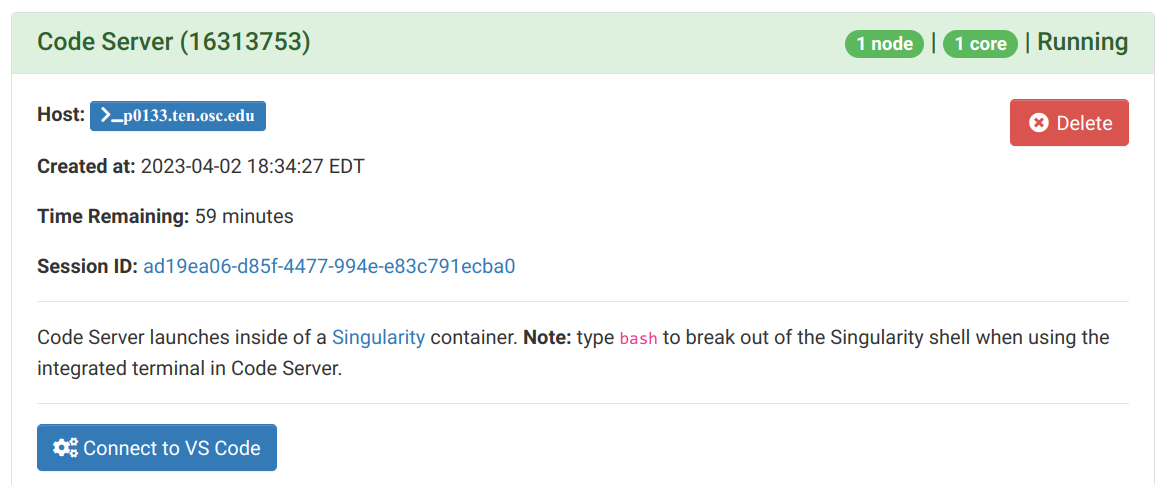 Code Server (16313753) 1 node | 1 core | Running
Host: >_p0133.ten.osc.edu
Delete
Created at: 2023-04-02 18:34:27 EDT
Time Remaining: 59 minutes
Session ID: ad19ea06-d85f-4477-994e-e83c791ecba0
Code Server launches inside of a Singularity container. Note: type bash to break out of the Singularity shell when using the
integrated terminal in Code Server.
Connect to VS Code